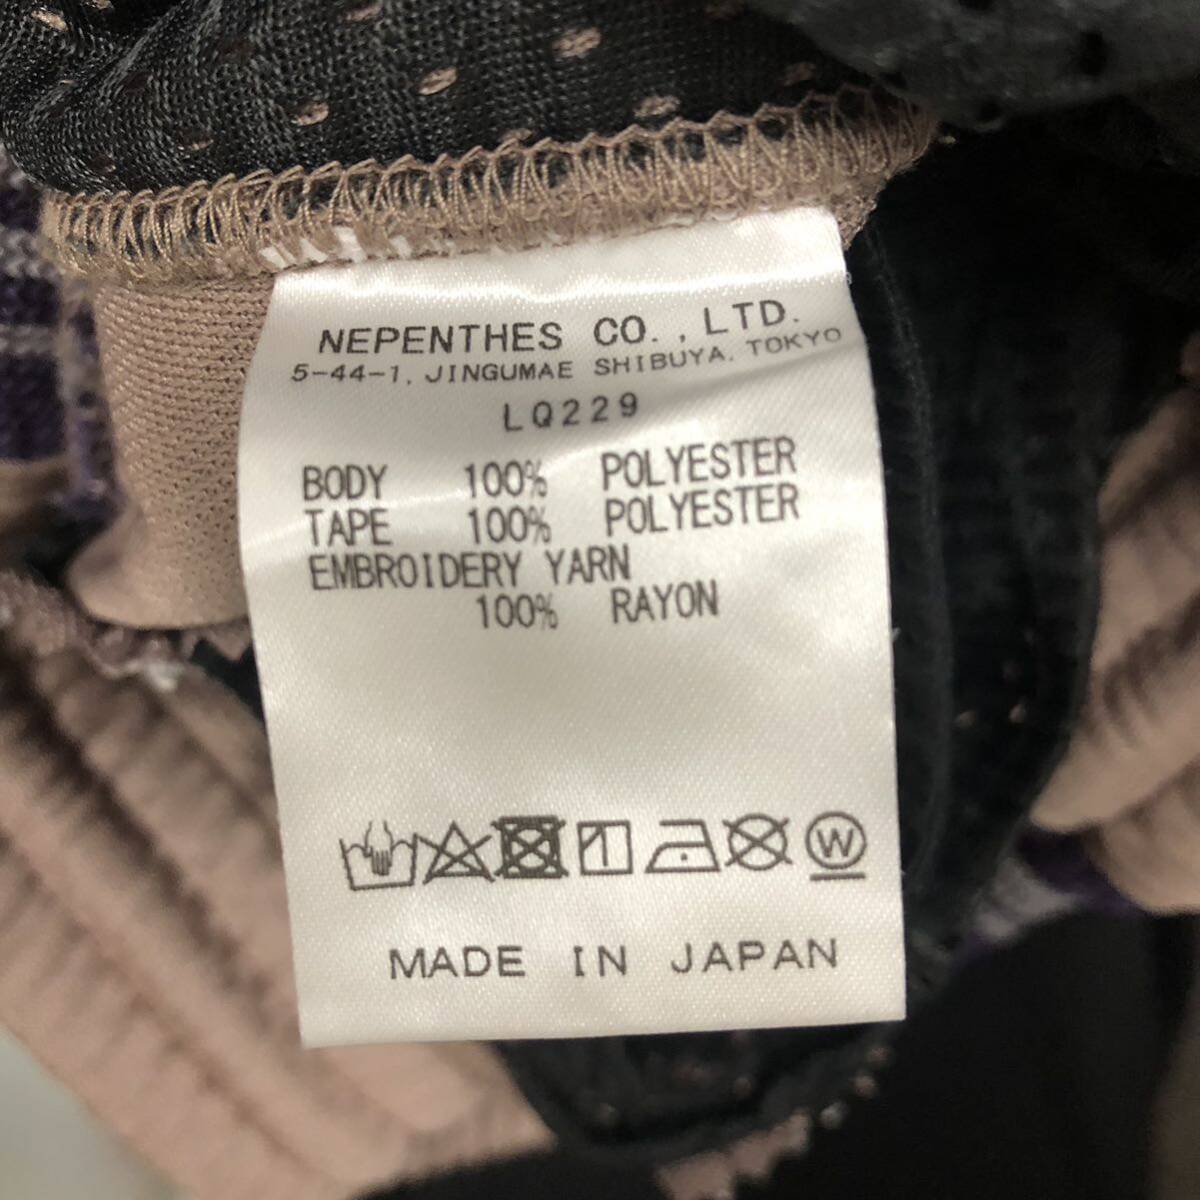 NEPENTHES CO., LTD.
5-44-1, JINGUMAE SHIBUYA, TOKYO
LQ229
BODY 100% POLYESTER
TAPE 100% POLYESTER
EMBROIDERY YARN
100% RAYON
W
MADE IN JAPAN